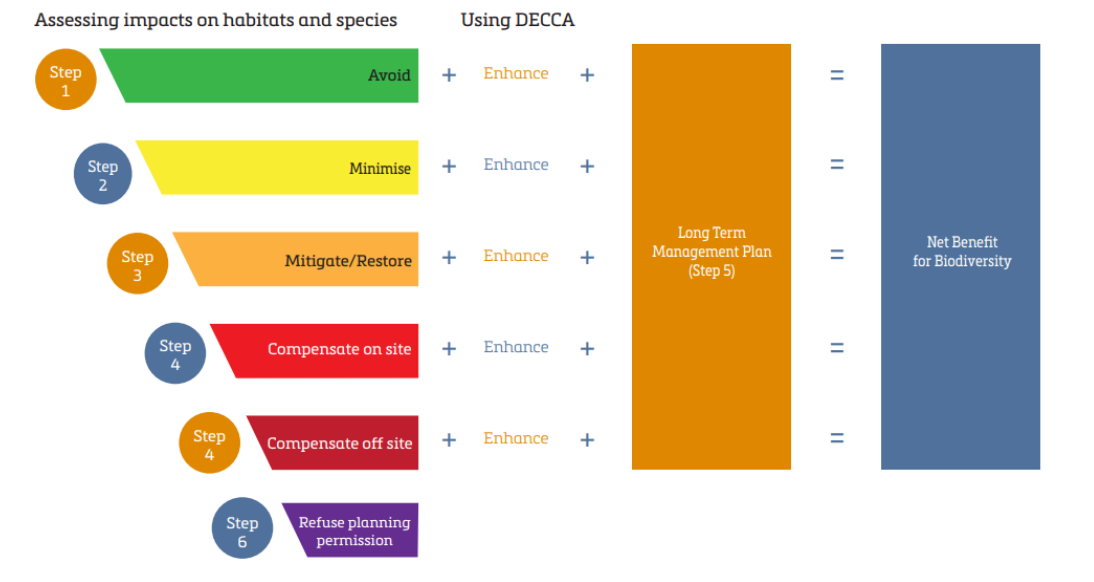 Assessing impacts on habitats and species
Using DECCA
Step
1
Avoid
+ Enhance + =
Step
2
Minimise
+ Enhance + =
Step
3
Mitigate/Restore
+ Enhance + =
Long Term
Management Plan
(Step 5)
Net Benefit
for Biodiversity
Step
4
Compensate on site
+ Enhance + =
Step
4
Compensate off site
+ Enhance + =
Step
6
Refuse planning
permission